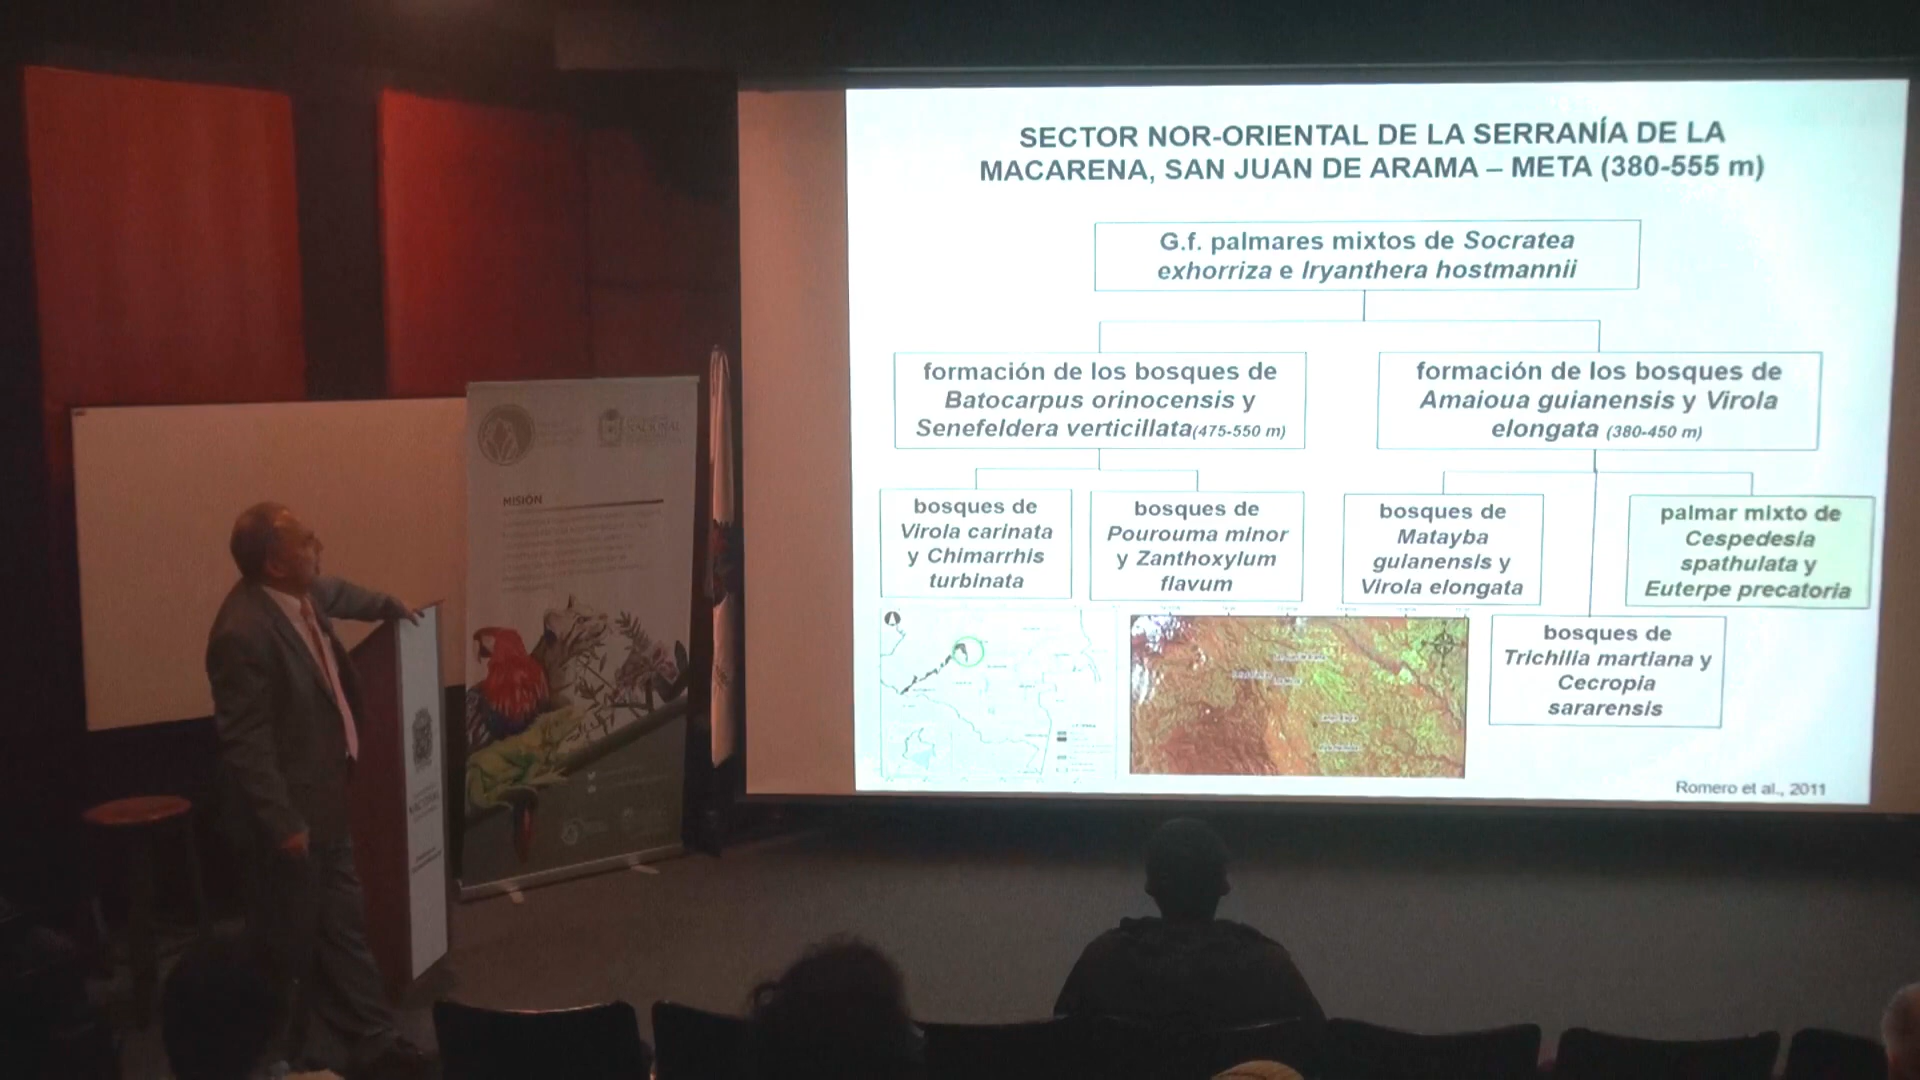 SECTOR NOR-ORIENTAL DE LA SERRANÍA DE LA
MACARENA, SAN JUAN DE ARAMA – META (380-555 m)
G.f. palmares mixtos de Socratea
exhorriza e Iryanthera hostmannii
formación de los bosques de
Batocarpus orinocensis y
Senefeldera verticillata(475-550 m)
formación de los bosques de
Amaioua guianensis y Virola
elongata (380-450 m)
bosques de
Virola carinata
y Chimarrhis
turbinata
bosques de
Pourouma minor
y Zanthoxylum
flavum
bosques de
Matayba
guianensis y
Virola elongata
palmar mixto de
Cespedesia
spathulata y
Euterpe precatoria
bosques de
Trichilia martiana y
Cecropia
sararensis
Romero et al., 2011
MISIÓN
NACIONAL